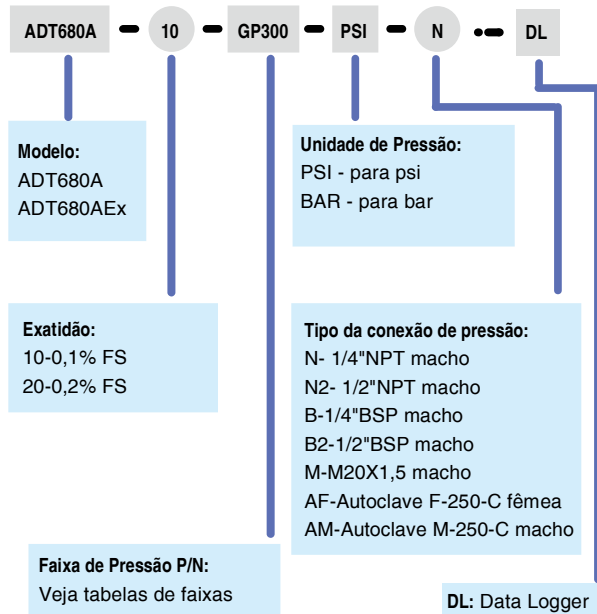 ADT680A 10 GP300 PSI N DL
Modelo:
ADT680A
ADT680AEx
Unidade de Pressão:
PSI - para psi
BAR - para bar
Exatidão:
10-0,1% FS
20-0,2% FS
Tipo da conexão de pressão:
N- 1/4"NPT macho
N2- 1/2"NPT macho
B-1/4"BSP macho
B2-1/2"BSP macho
M-M20X1,5 macho
AF-Autoclave F-250-C fêmea
AM-Autoclave M-250-C macho
Faixa de Pressão P/N:
Veja tabelas de faixas
DL: Data Logger